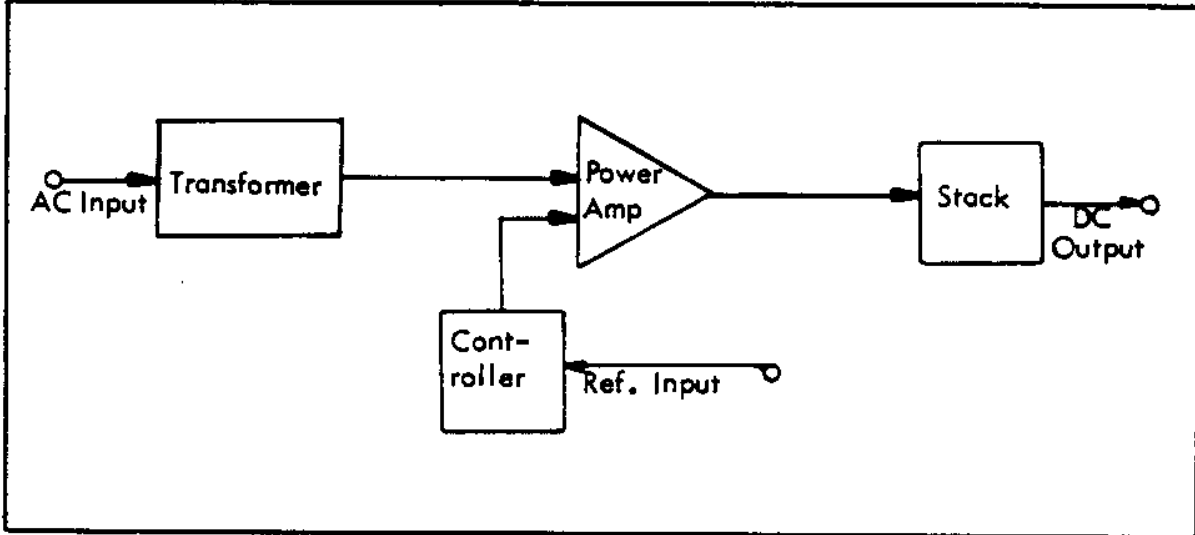 AC Input
Transformer
Power
Amp
Stack
DC
Output
Cont-
roller
Ref. Input